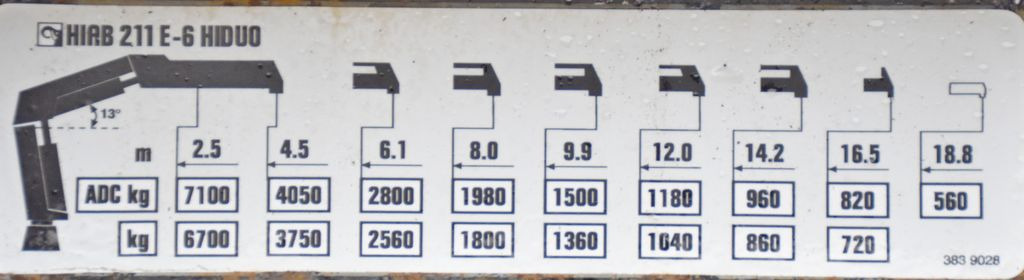 HIAB 211 E-6 HIDUO
13°
m 2.5 4.5 6.1 8.0 9.9 12.0 14.2 16.5 18.8
ADC kg 7100 4050 2800 1980 1500 1180 960 820 560
kg 6700 3750 2560 1800 1360 1040 860 720
383 9028